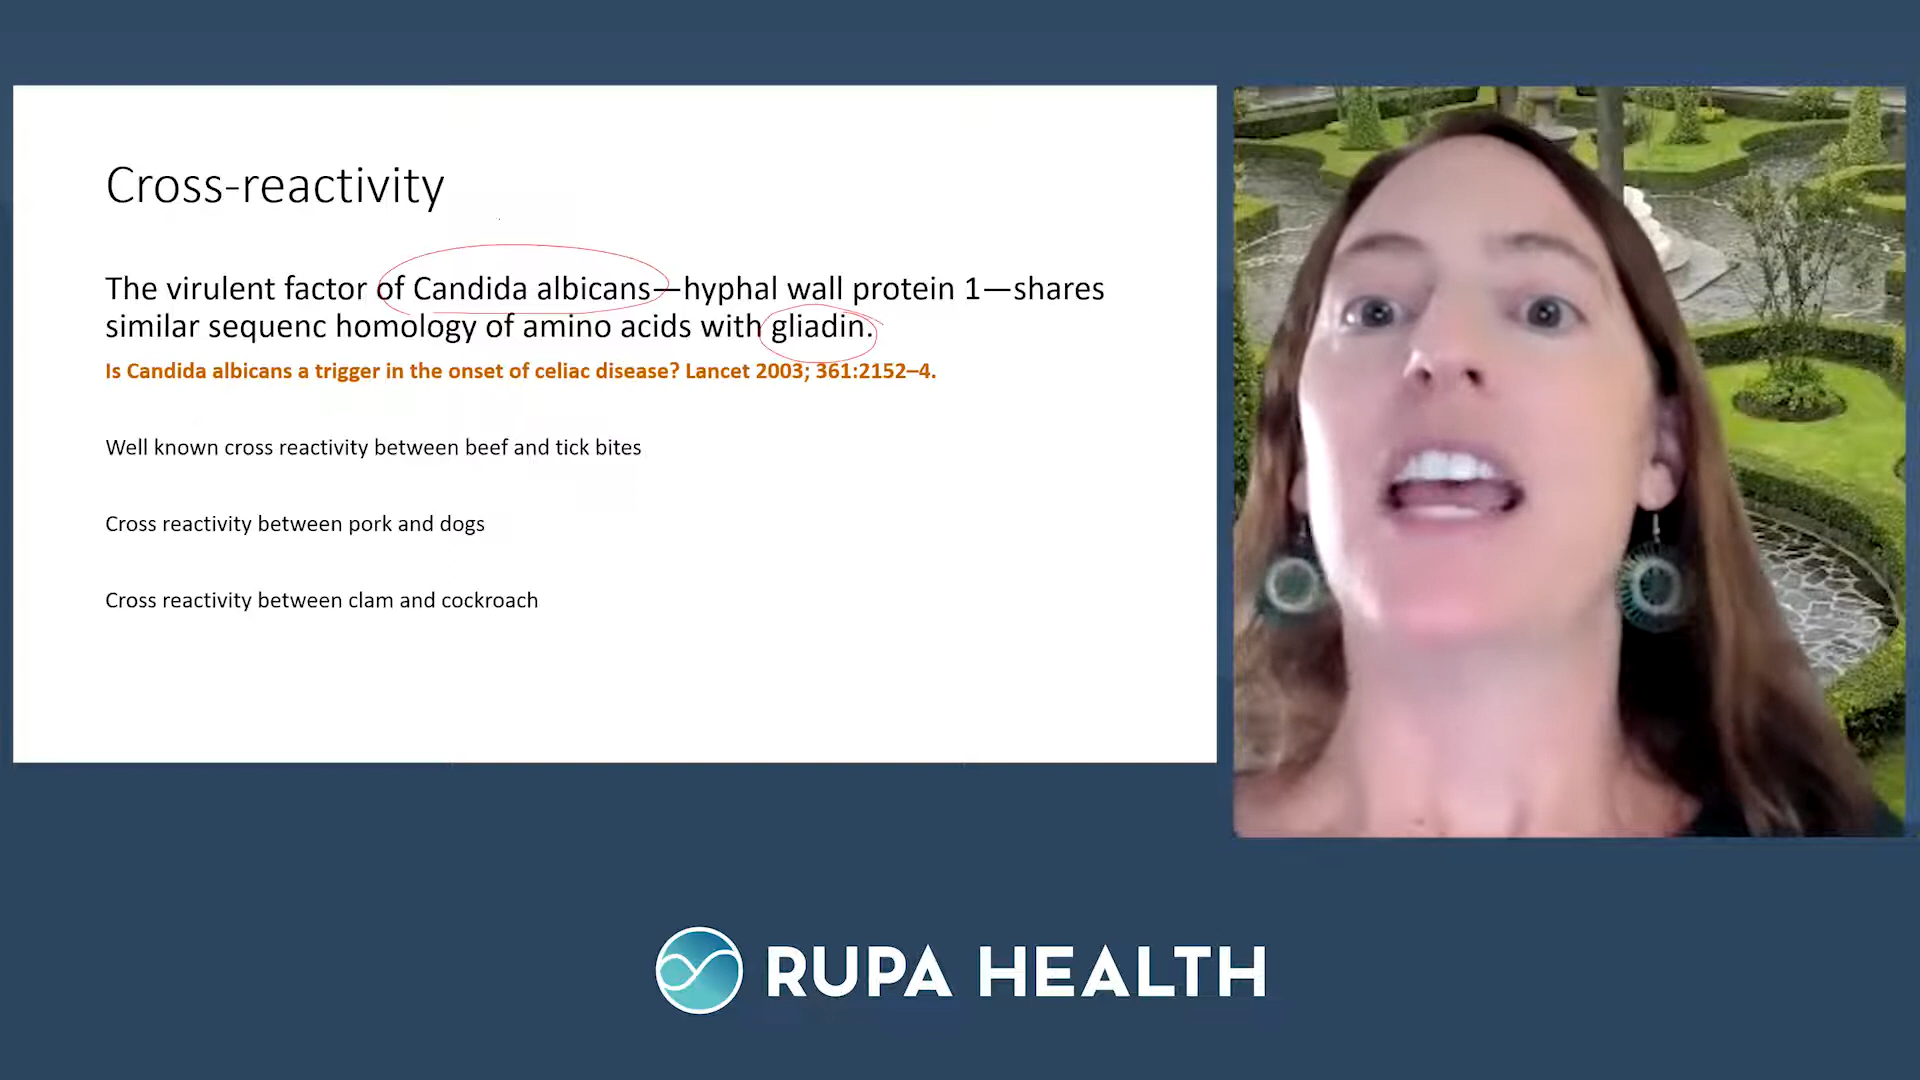 Cross-reactivity
The virulent factor of Candida albicans—hyphal wall protein 1—shares
similar sequenc homology of amino acids with gliadin.
Is Candida albicans a trigger in the onset of celiac disease? Lancet 2003; 361:2152–4.
Well known cross reactivity between beef and tick bites
Cross reactivity between pork and dogs
Cross reactivity between clam and cockroach
RUPA HEALTH